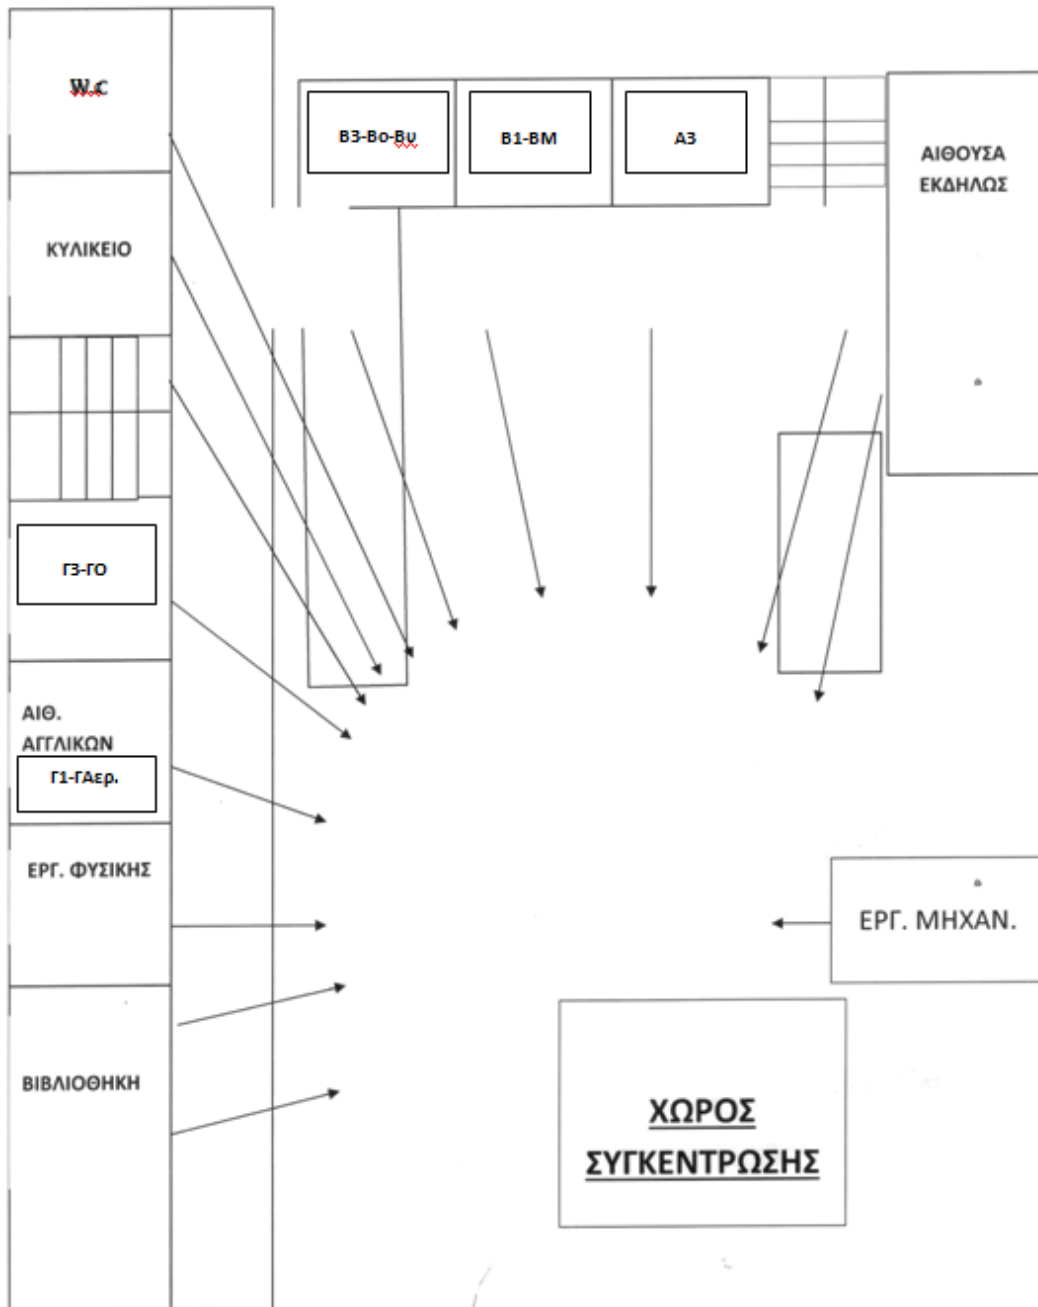 W.C
ΚΥΛΙΚΕΙΟ
Γ3-ΓΟ
ΑΙΘ.
ΑΓΓΛΙΚΩΝ
Γ1-ΓΑερ.
ΕΡΓ. ΦΥΣΙΚΗΣ
ΒΙΒΛΙΟΘΗΚΗ
Β3-Βο-Βυ
Β1-ΒΜ
Α3
ΑΙΘΟΥΣΑ
ΕΚΔΗΛΩΣ
ΕΡΓ. ΜΗΧΑΝ.
ΧΩΡΟΣ
ΣΥΓΚΕΝΤΡΩΣΗΣ